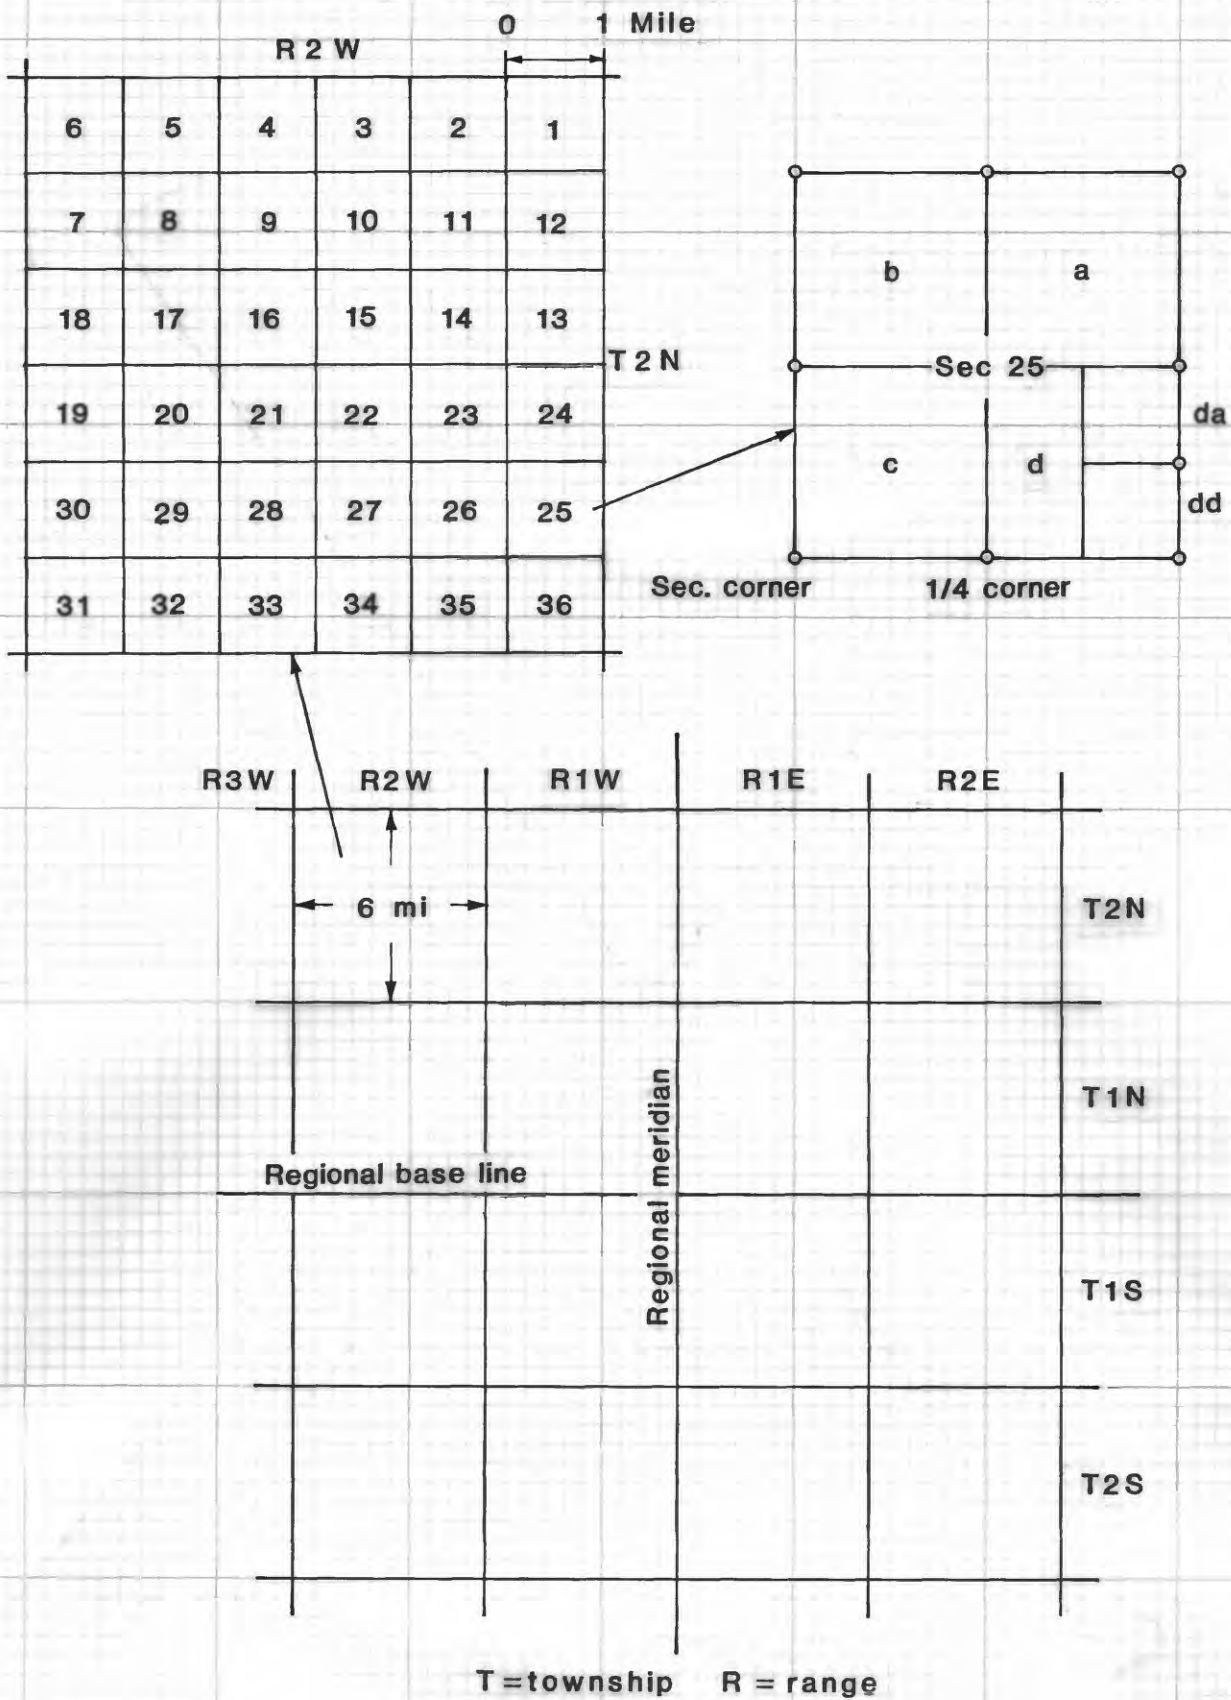 0 1 Mile
R 2 W
6 5 4 3 2 1
7 8 9 10 11 12
18 17 16 15 14 13
T 2 N
19 20 21 22 23 24
30 29 28 27 26 25
31 32 33 34 35 36
b a
Sec 25
c d
da
dd
Sec. corner 1/4 corner
R3W R2W R1W R1E R2E
6 mi
T2N
T1N
Regional base line
Regional meridian
T1S
T2S
T = township R = range